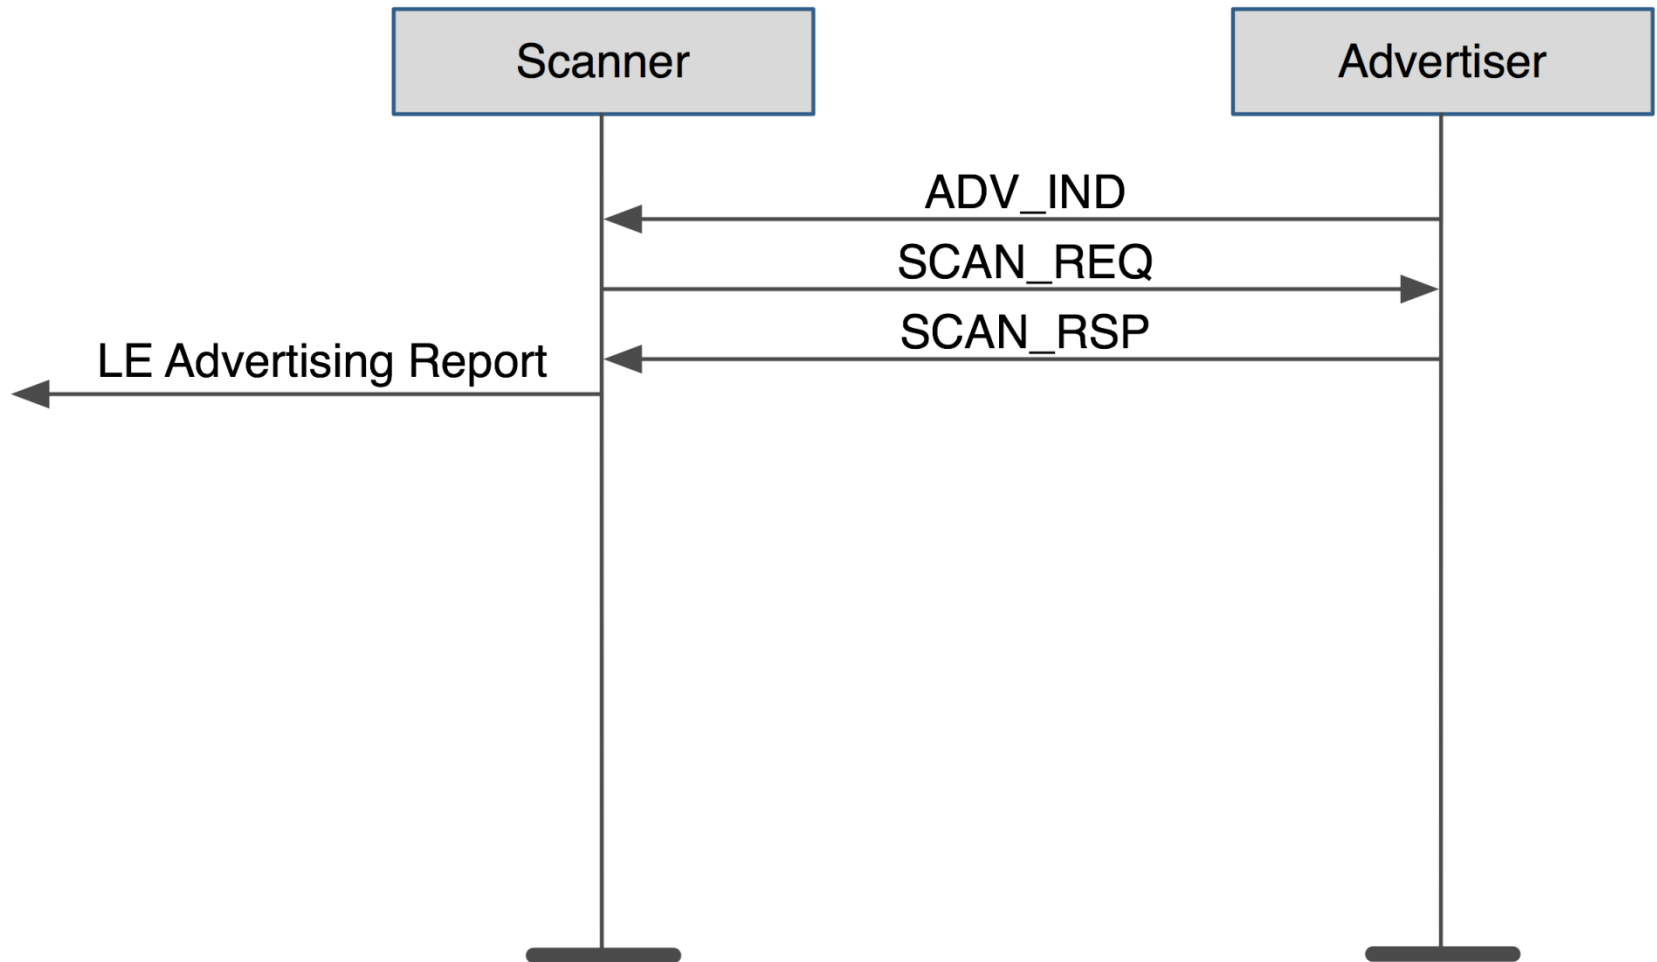 Scanner
Advertiser
ADV_IND
SCAN_REQ
SCAN_RSP
LE Advertising Report